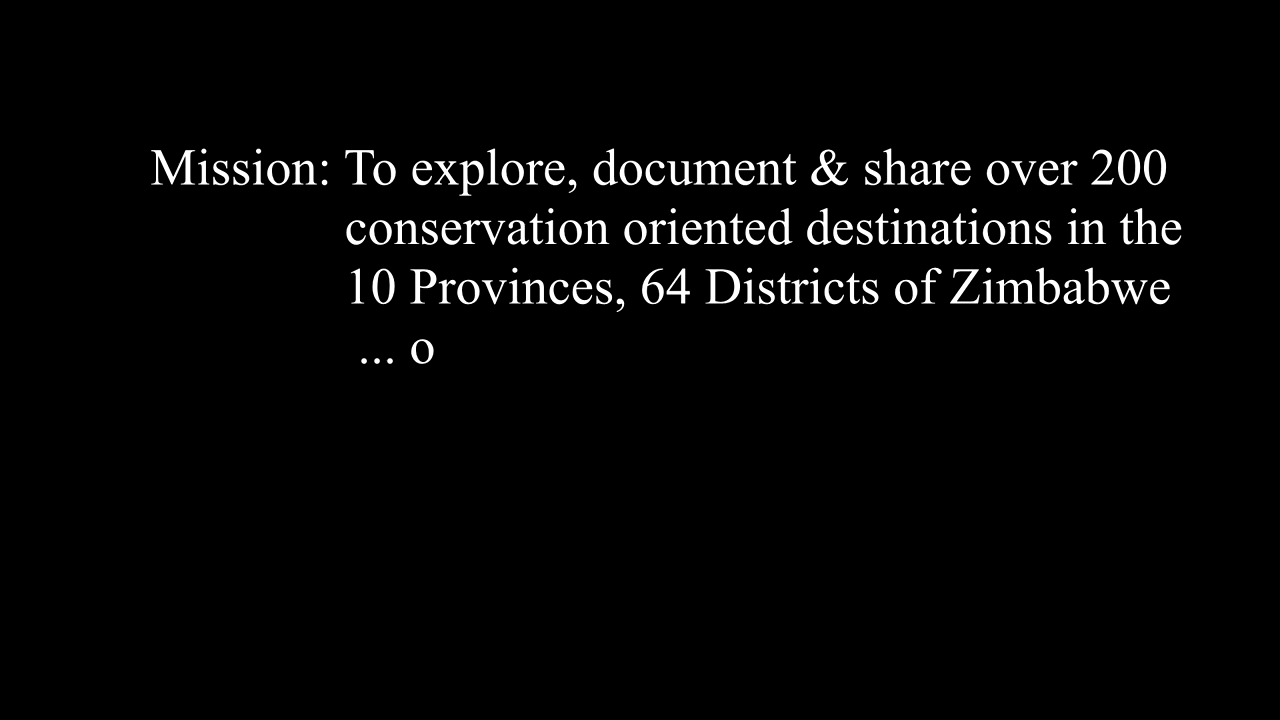 Mission: To explore, document & share over 200
conservation oriented destinations in the
10 Provinces, 64 Districts of Zimbabwe
... o